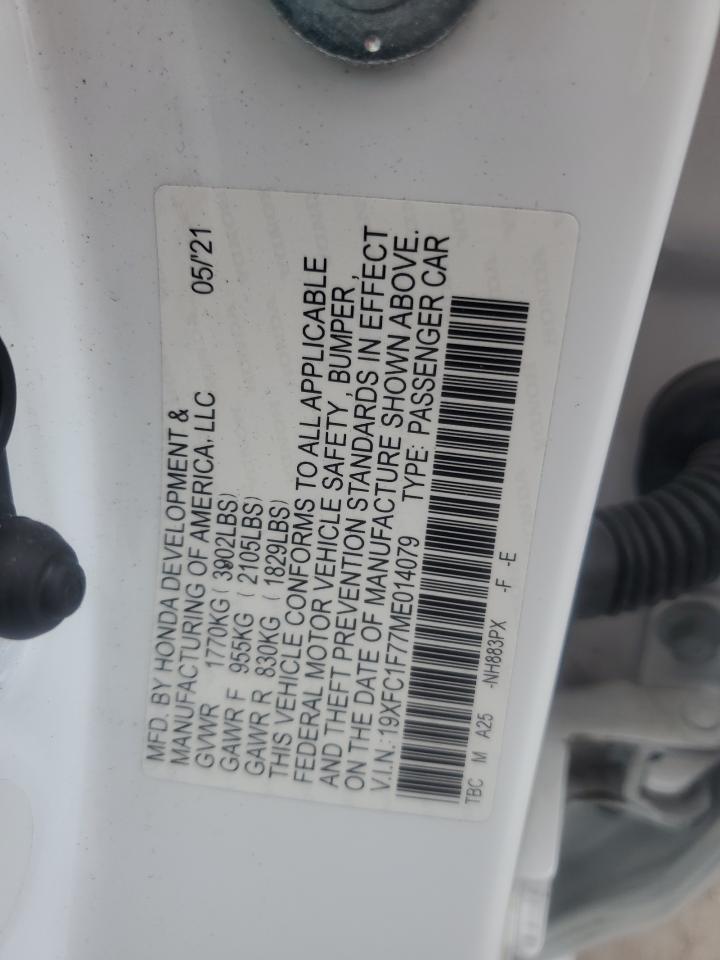 MFD. BY HONDA DEVELOPMENT &
MANUFACTURING OF AMERICA, LLC 05/'21
GVWR 1770KG ( 3902LBS)
GAWR F 955KG ( 2105LBS)
GAWR R 830KG ( 1829LBS)
THIS VEHICLE CONFORMS TO ALL APPLICABLE
FEDERAL MOTOR VEHICLE SAFETY, BUMPER,
AND THEFT PREVENTION STANDARDS IN EFFECT
ON THE DATE OF MANUFACTURE SHOWN ABOVE.
V.I.N.:19XFC1F77ME014079 TYPE: PASSENGER CAR
TBC M A25 -NH883PX -F -E